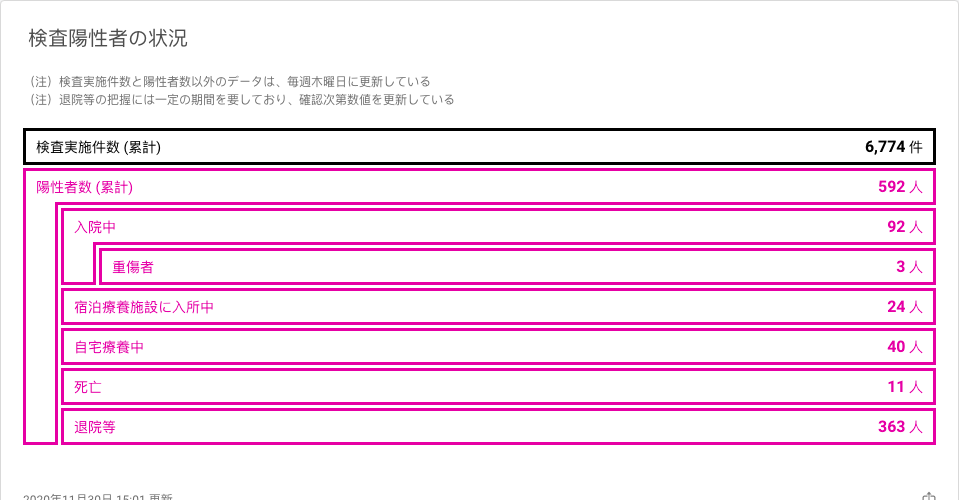 検査陽性者の状況
（注）検査実施件数と陽性者数以外のデータは、毎週木曜日に更新している
（注）退院等の把握には一定の期間を要しており、確認次第数値を更新している
検査実施件数 (累計) 6,774 件
陽性者数 (累計) 592 人
入院中 92 人
重傷者 3 人
宿泊療養施設に入所中 24 人
自宅療養中 40 人
死亡 11 人
退院等 363 人
2020年11月30日 15:01 更新